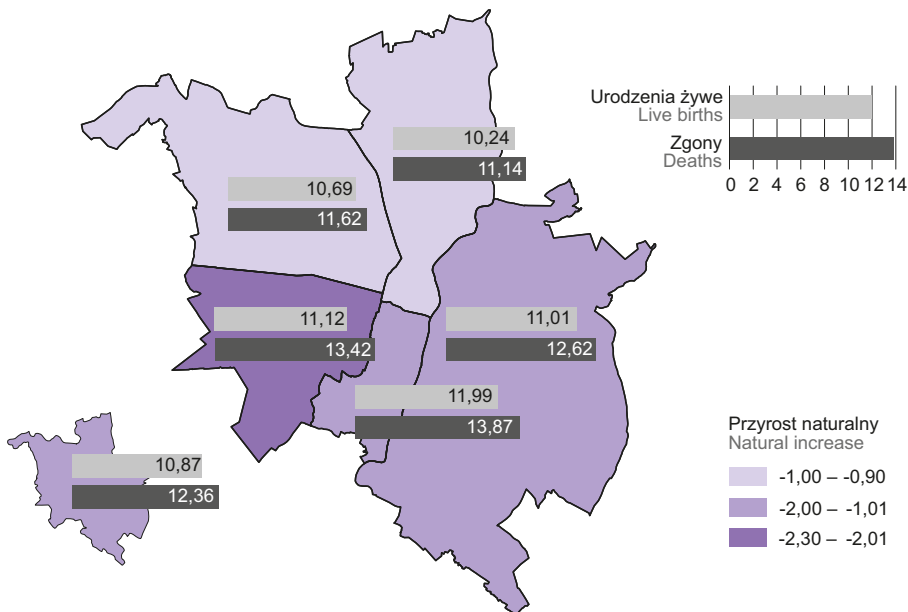 10,24
11,14
10,69
11,62
11,12
13,42
11,01
12,62
11,99
13,87
10,87
12,36
Urodzenia żywe
Live births
Zgony
Deaths
0 2 4 6 8 10 12 14
Przyrost naturalny
Natural increase
-1,00 – -0,90
-2,00 – -1,01
-2,30 – -2,01